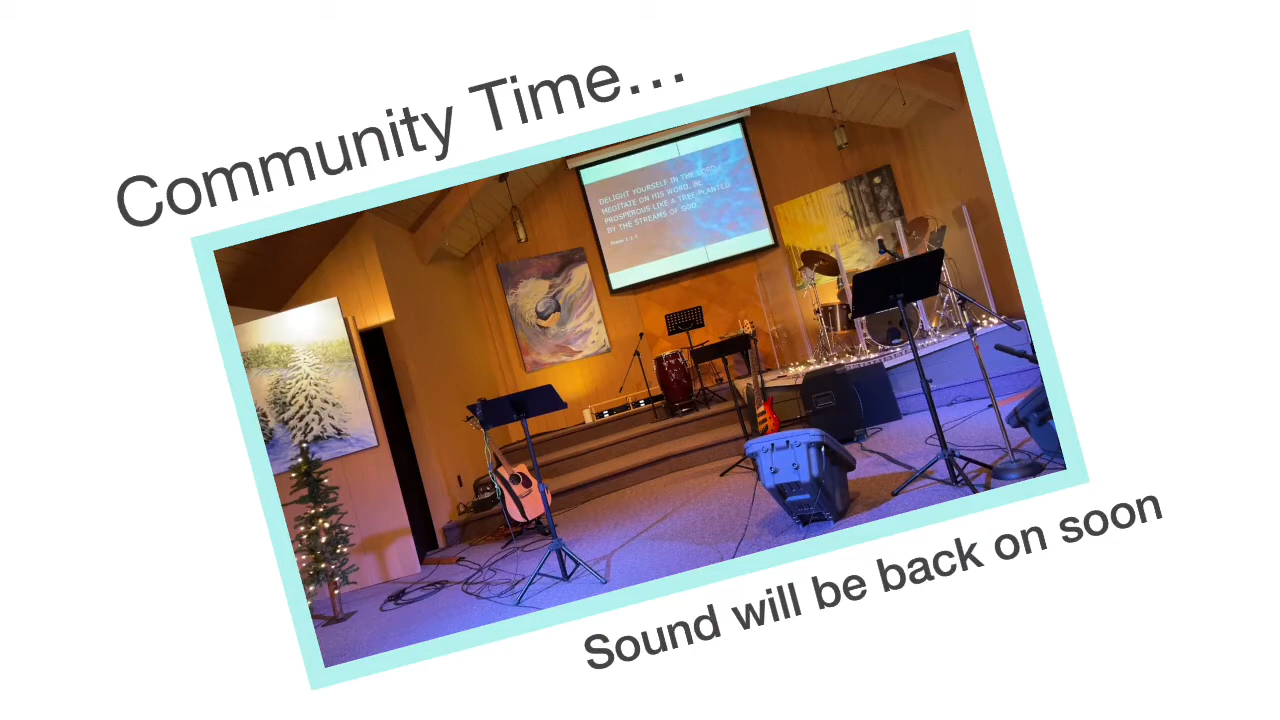 Community Time...
DELIGHT YOURSELF IN THE LORD,
MEDITATE ON HIS WORD, BE
PROSPEROUS LIKE A TREE PLANTED
BY THE STREAMS OF GOD
Sound will be back on soon